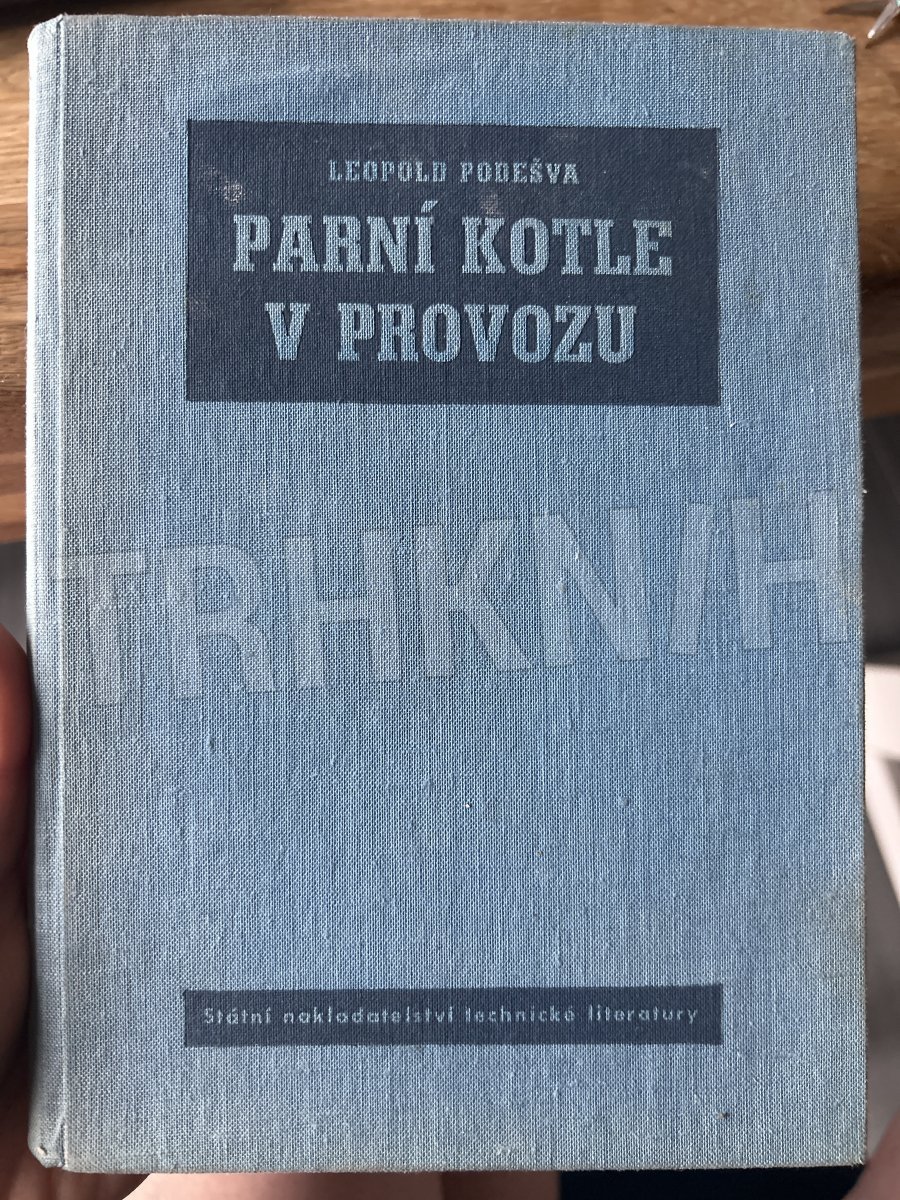 LEOPOLD PODEŠVA
PARNÍ KOTLE
V PROVOZU
TRHKNIH
Státní nakladatelství technické literatury